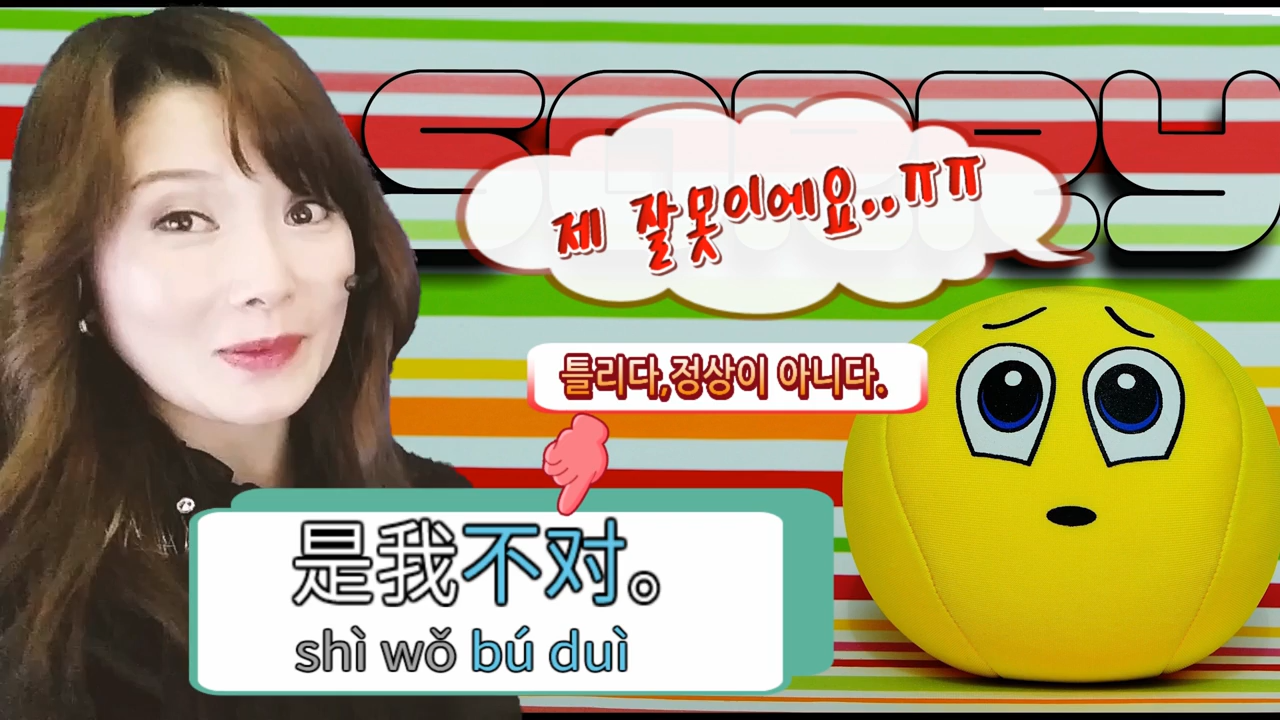 SORRY
제 잘못이에요..ㅠㅠ
틀리다,정상이 아니다.
是我不对。
shì wǒ bú duì